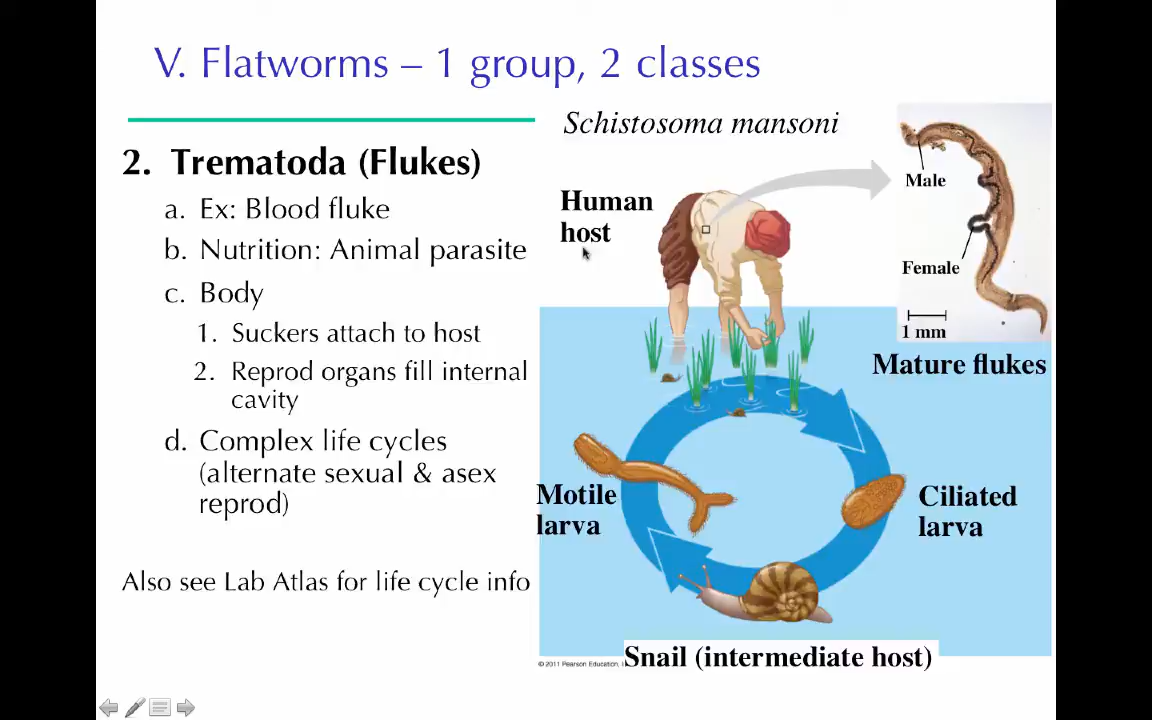 V. Flatworms – 1 group, 2 classes
2. Trematoda (Flukes)
a. Ex: Blood fluke
b. Nutrition: Animal parasite
c. Body
1. Suckers attach to host
2. Reprod organs fill internal
cavity
d. Complex life cycles
(alternate sexual & asex
reprod)
Also see Lab Atlas for life cycle info
Schistosoma mansoni
Human
host
Male
Female
1 mm
Mature flukes
Motile
larva
Ciliated
larva
Snail (intermediate host)
© 2011 Pearson Education,